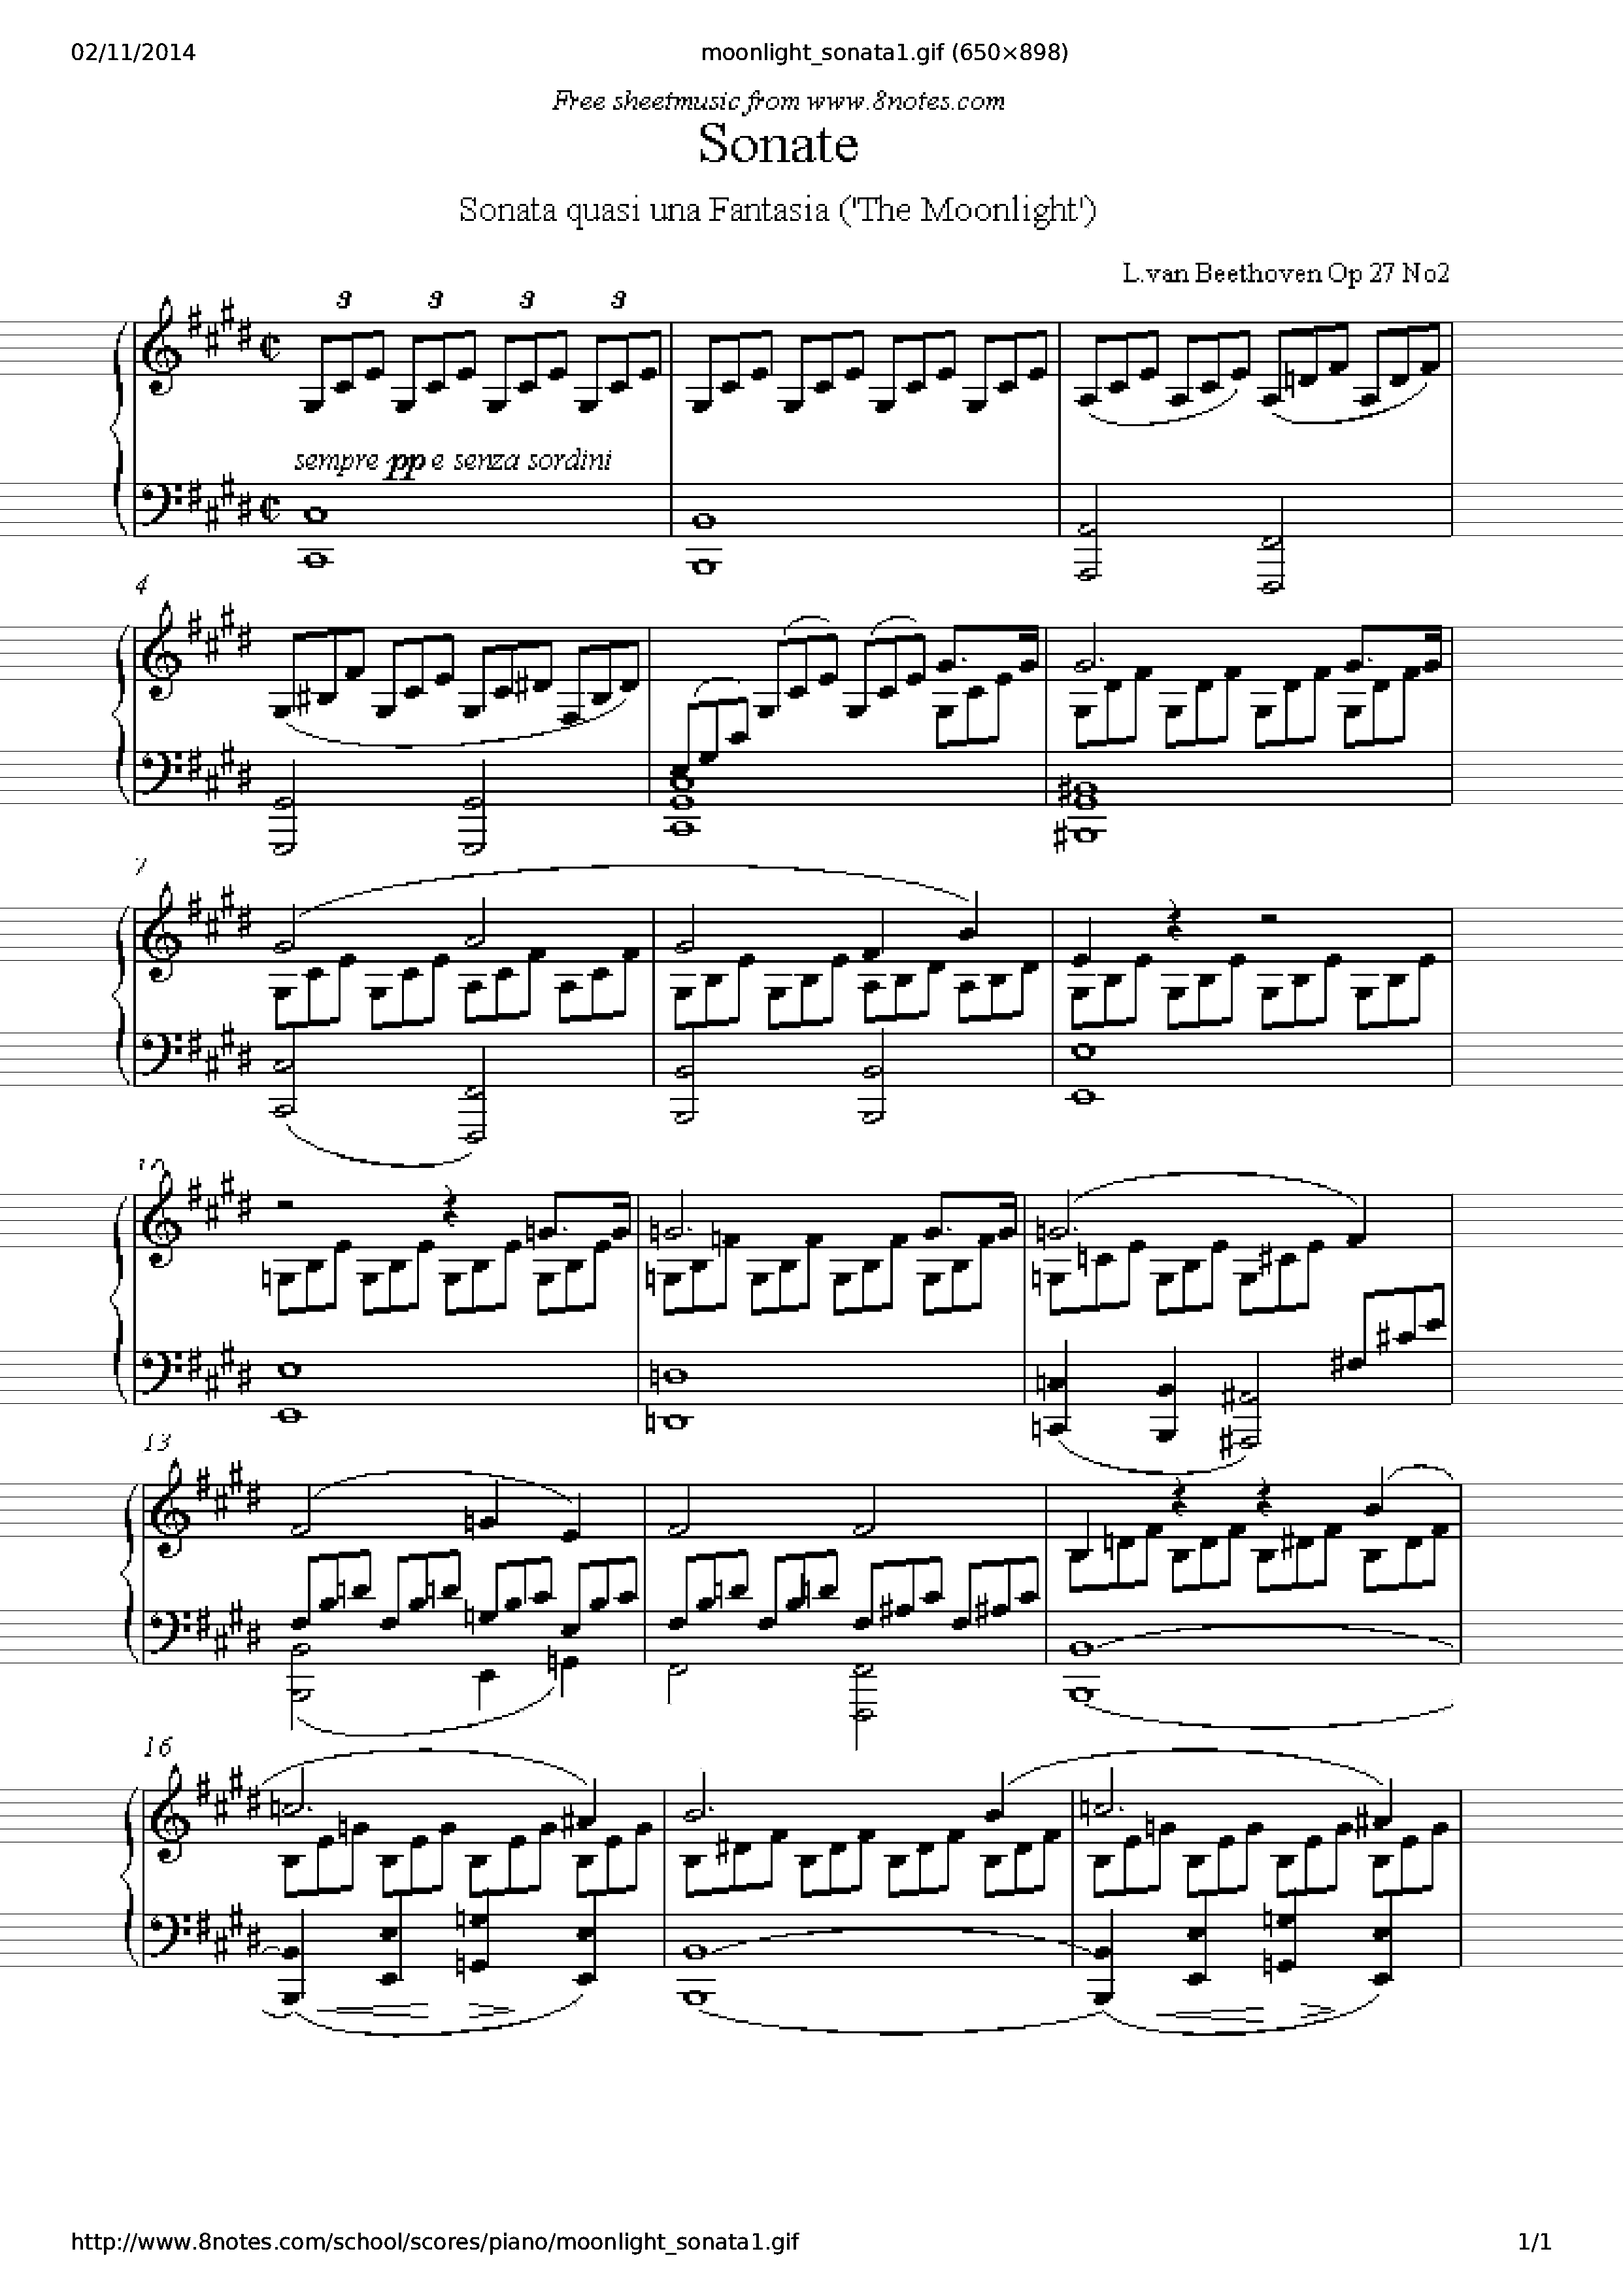 02/11/2014 moonlight_sonata1.gif (650×898)
Free sheetmusic from www.8notes.com
Sonate
Sonata quasi una Fantasia ('The Moonlight')
L.van Beethoven Op 27 No2
3 3 3 3
sempre pp e senza sordini
4
7
13
16
http://www.8notes.com/school/scores/piano/moonlight_sonata1.gif 1/1